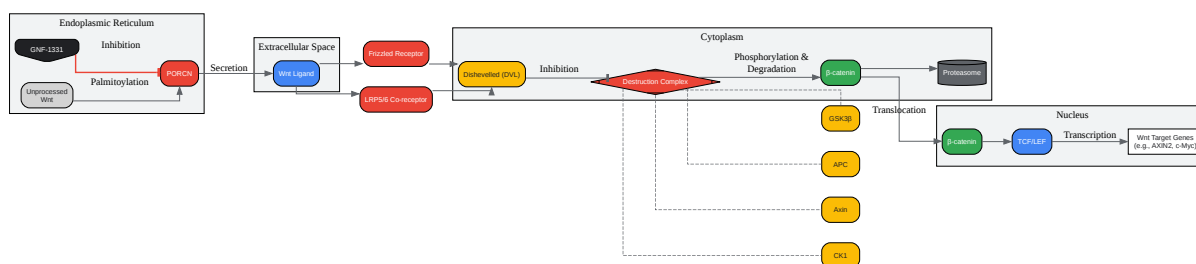 Endoplasmic Reticulum
GNF-1331
Inhibition
PORCN
Palmitoylation
Unprocessed
Wnt
Secretion
Extracellular Space
Wnt Ligand
Frizzled Receptor
LRP5/6 Co-receptor
Cytoplasm
Dishevelled (DVL)
Inhibition
Destruction Complex
Phosphorylation &
Degradation
β-catenin
Proteasome
GSK3β
APC
Axin
CK1
Translocation
Nucleus
β-catenin
TCF/LEF
Transcription
Wnt Target Genes
(e.g., AXIN2, c-Myc)